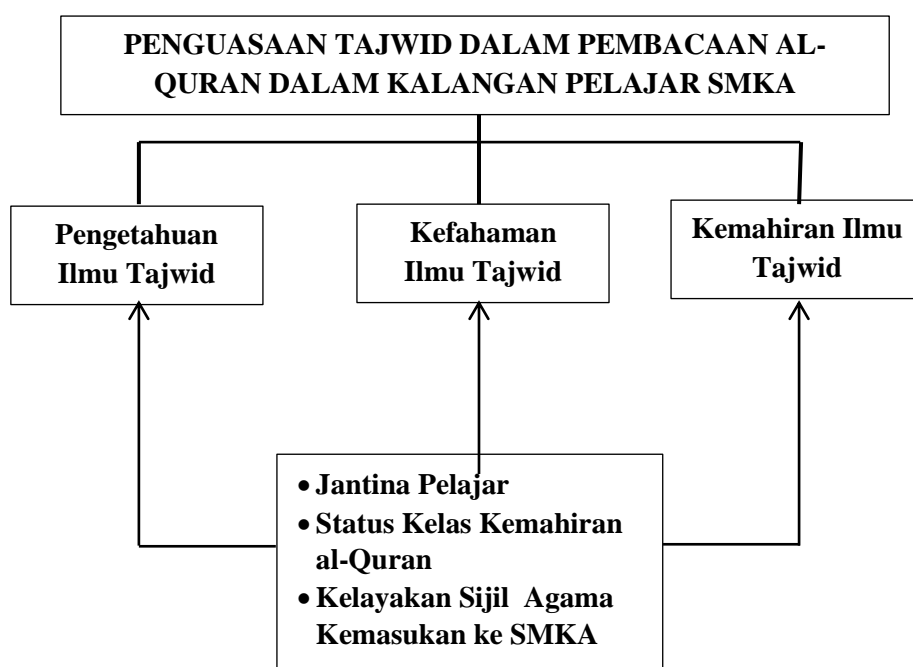 PENGUASAAN TAJWID DALAM PEMBACAAN AL-
QURAN DALAM KALANGAN PELAJAR SMKA
Pengetahuan
Ilmu Tajwid
Kefahaman
Ilmu Tajwid
Kemahiran Ilmu
Tajwid
• Jantina Pelajar
• Status Kelas Kemahiran
al-Quran
• Kelayakan Sijil Agama
Kemasukan ke SMKA